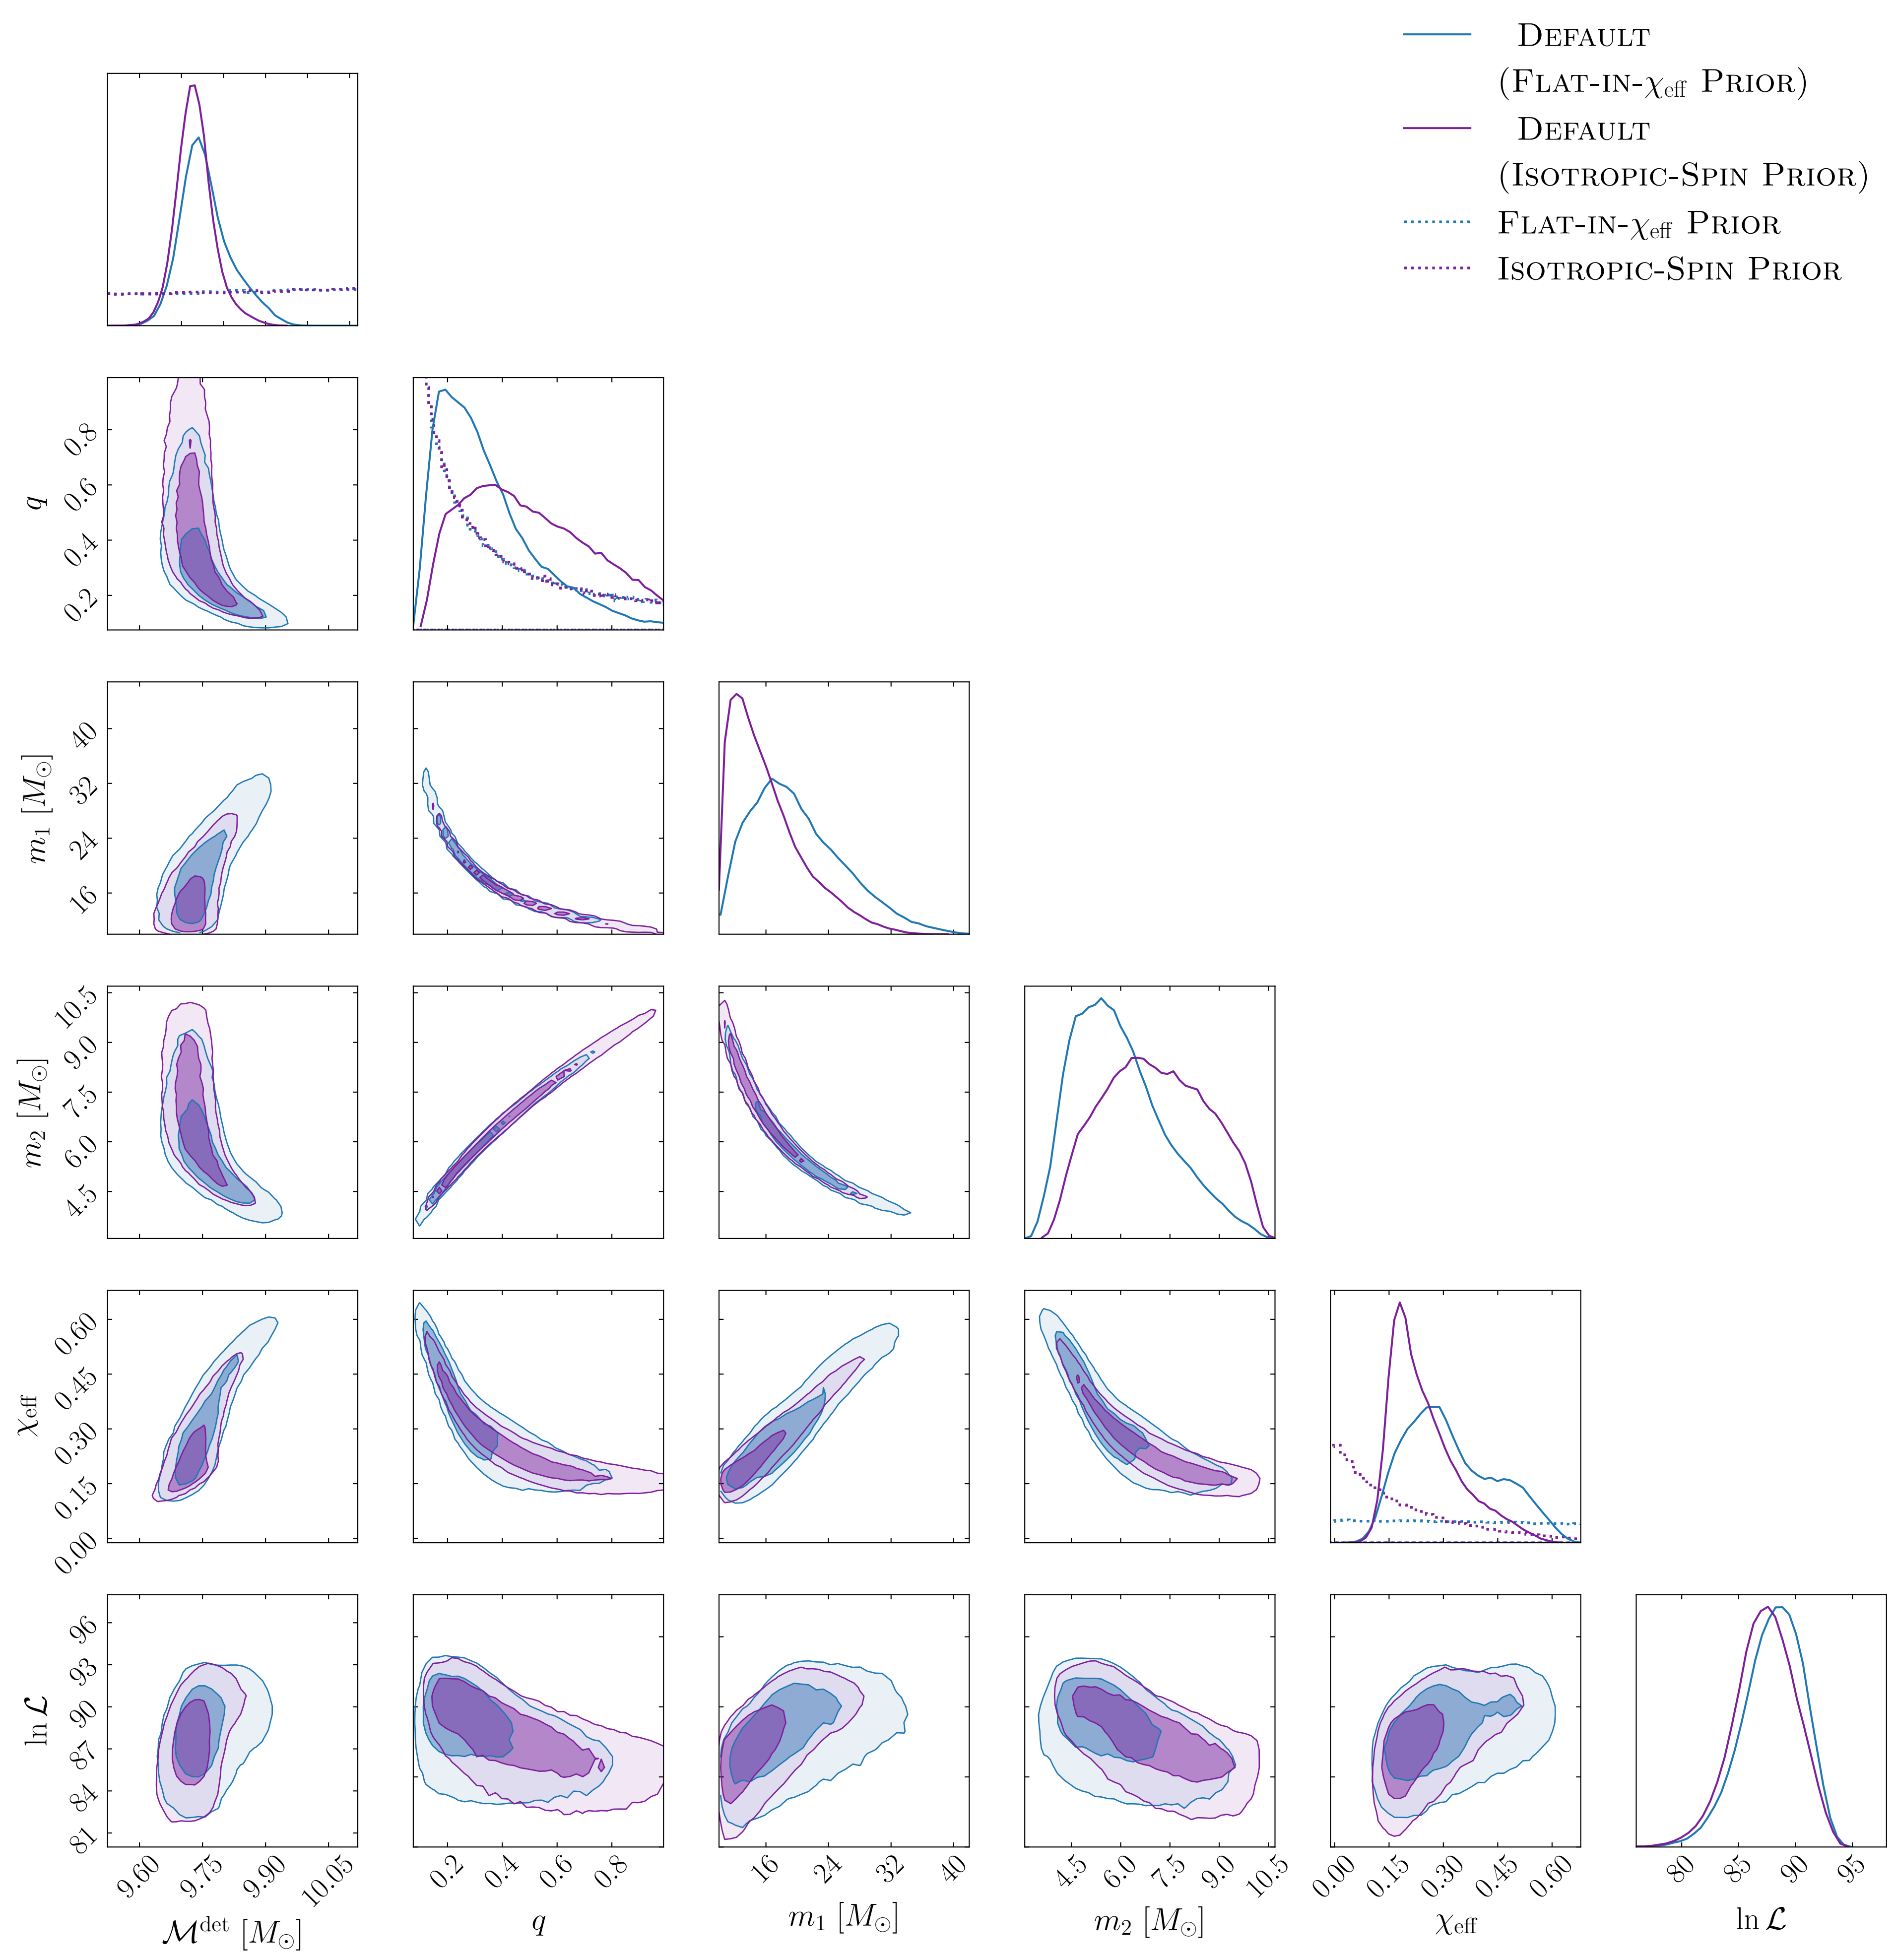 Default
(Flat-in-χeff Prior)
Default
(Isotropic-Spin Prior)
Flat-in-χeff Prior
Isotropic-Spin Prior
q
0.8
0.6
0.4
0.2
m1 [M⊙]
40
32
24
16
m2 [M⊙]
10.5
9.0
7.5
6.0
4.5
χeff
0.60
0.45
0.30
0.15
0.00
ln ℒ
96
93
90
87
84
81
9.60 9.75 9.90 10.05
0.2 0.4 0.6 0.8
16 24 32 40
4.5 6.0 7.5 9.0 10.5
0.00 0.15 0.30 0.45 0.60
80 85 90 95
ℳdet [M⊙]
q
m1 [M⊙]
m2 [M⊙]
χeff
ln ℒ